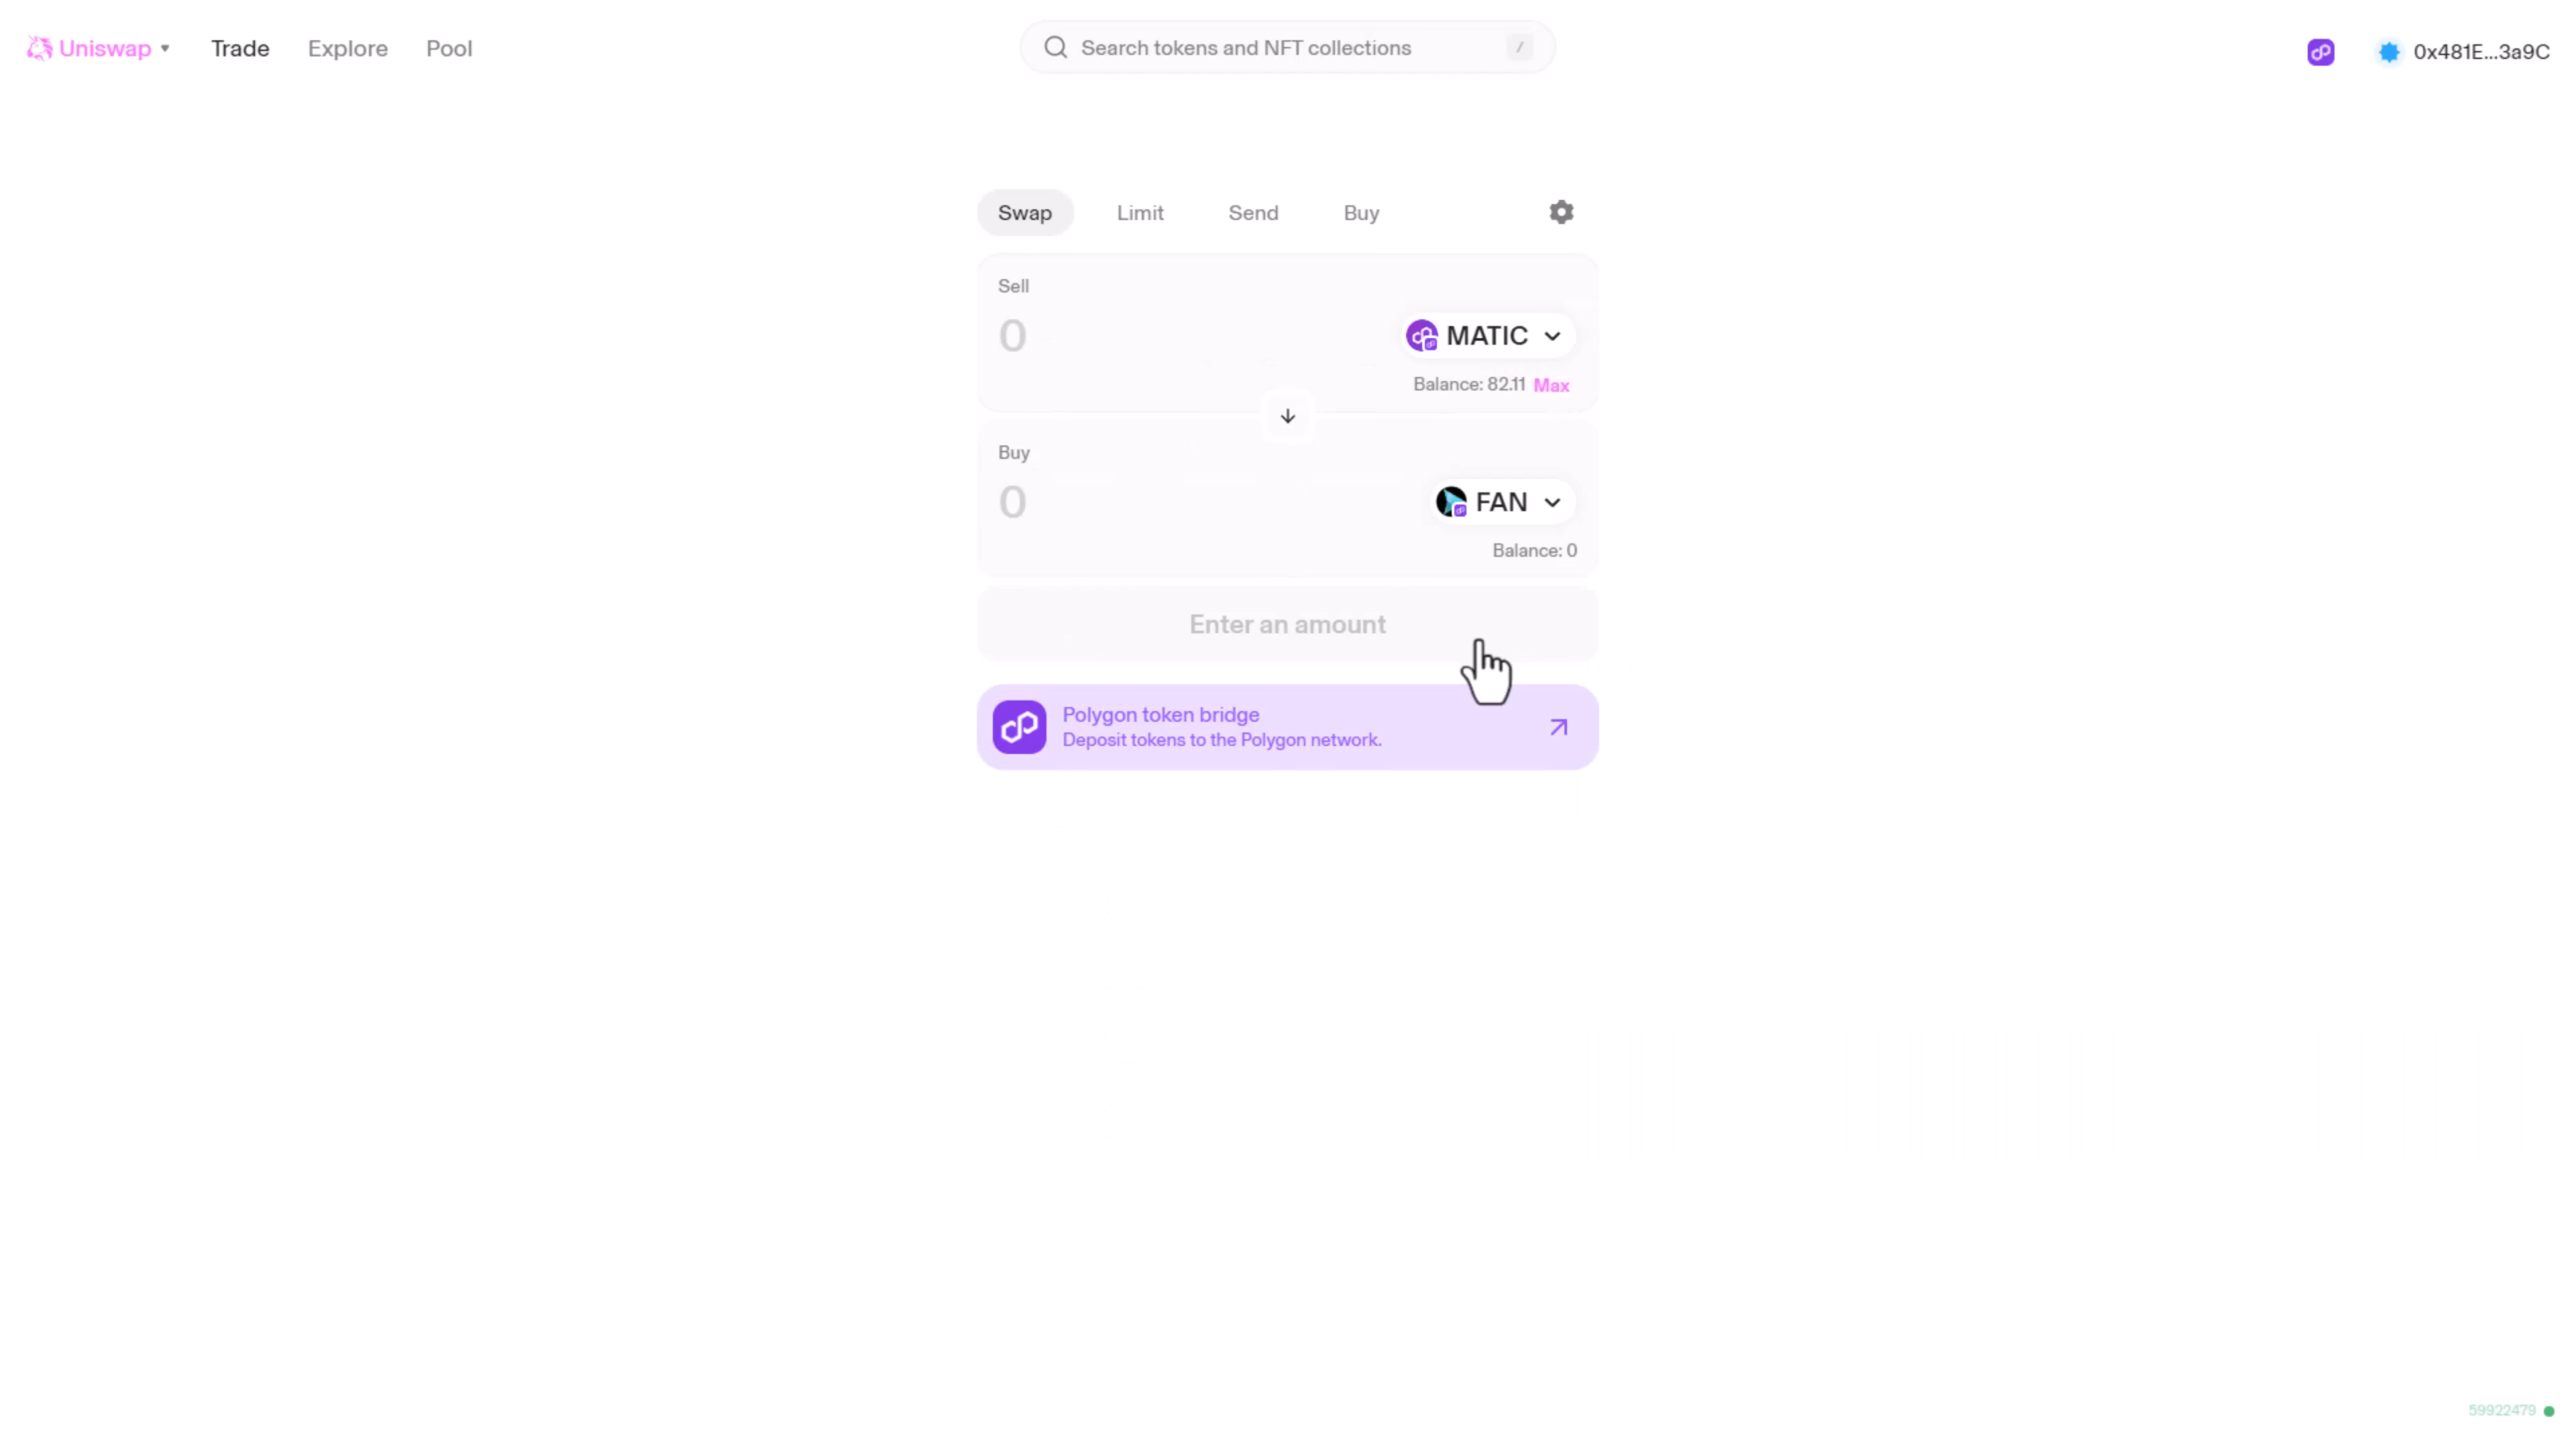 Uniswap
Trade
Explore
Pool
Search tokens and NFT collections
/
0x481E...3a9C
Swap
Limit
Send
Buy
Sell
0
MATIC
Balance: 82.11 Max
Buy
0
FAN
Balance: 0
Enter an amount
Polygon token bridge
Deposit tokens to the Polygon network.
59922479